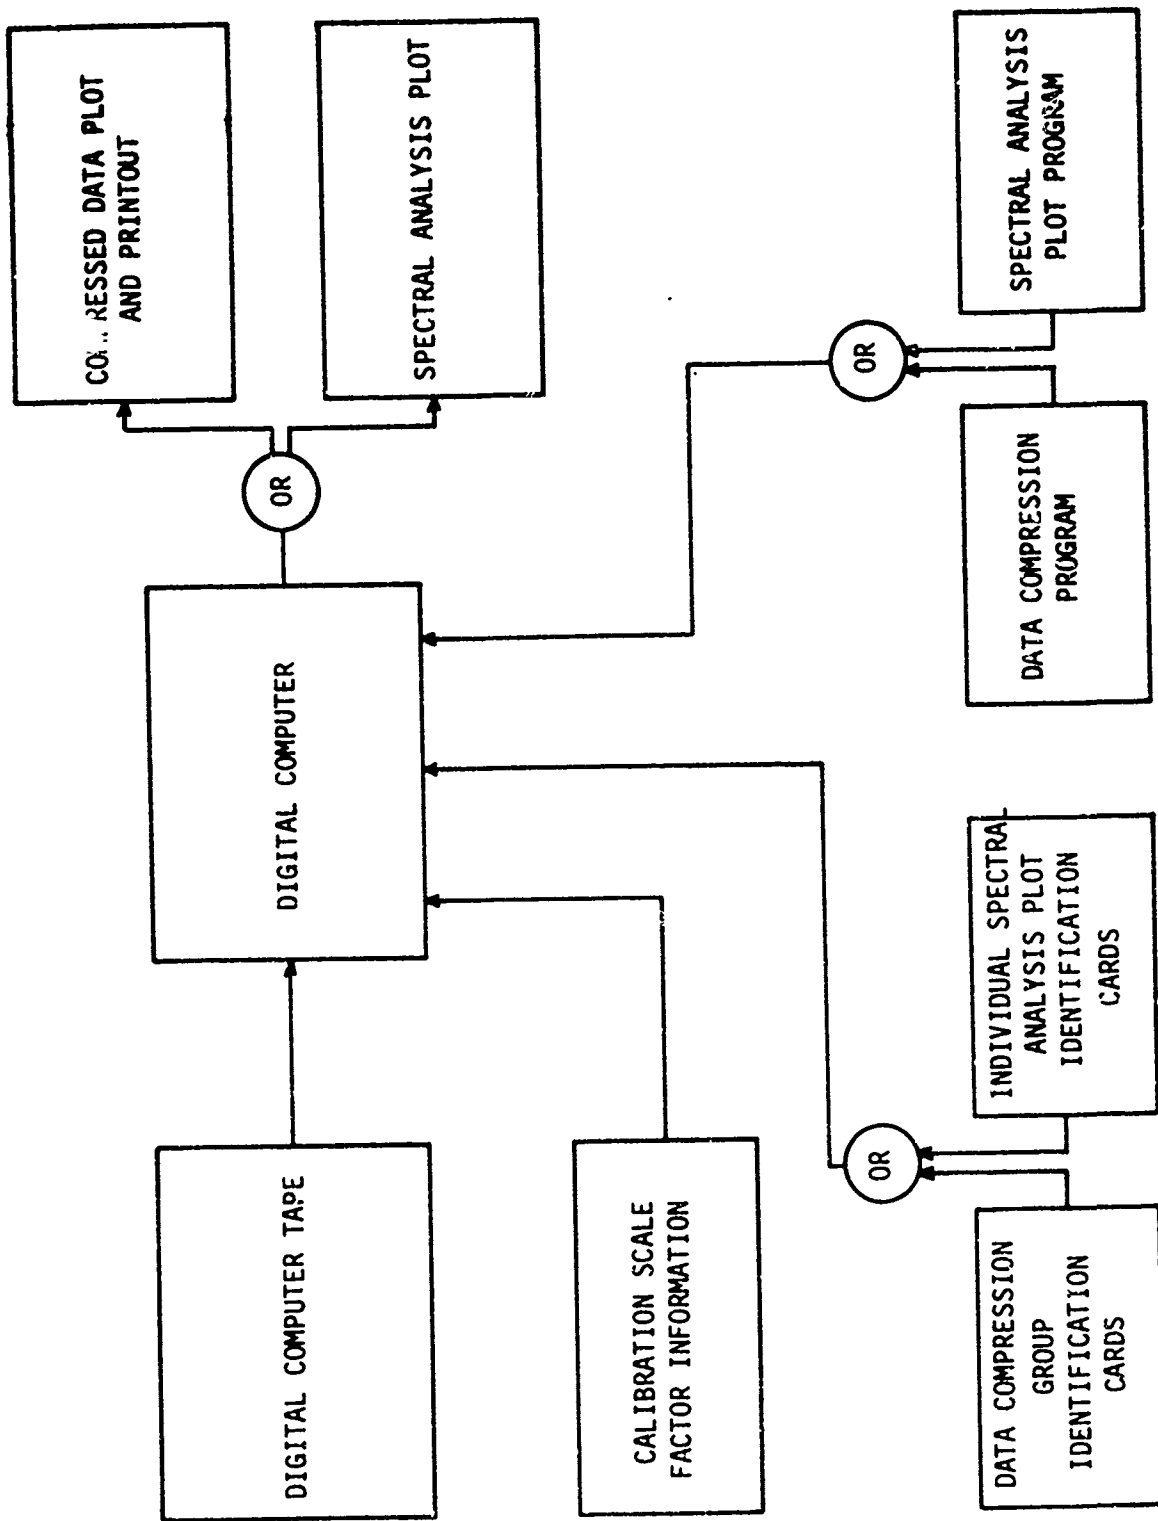 DIGITAL COMPUTER TAPE
DIGITAL COMPUTER
OR
DATA PLOT
AND PRINTOUT
SPECTRAL ANALYSIS PLOT
CALIBRATION SCALE
FACTOR INFORMATION
DATA COMPRESSION
GROUP
IDENTIFICATION
CARDS
OR
INDIVIDUAL SPECTRAL
ANALYSIS PLOT
IDENTIFICATION
CARDS
DATA COMPRESSION
PROGRAM
OR
SPECTRAL ANALYSIS
PLOT PROGRAM